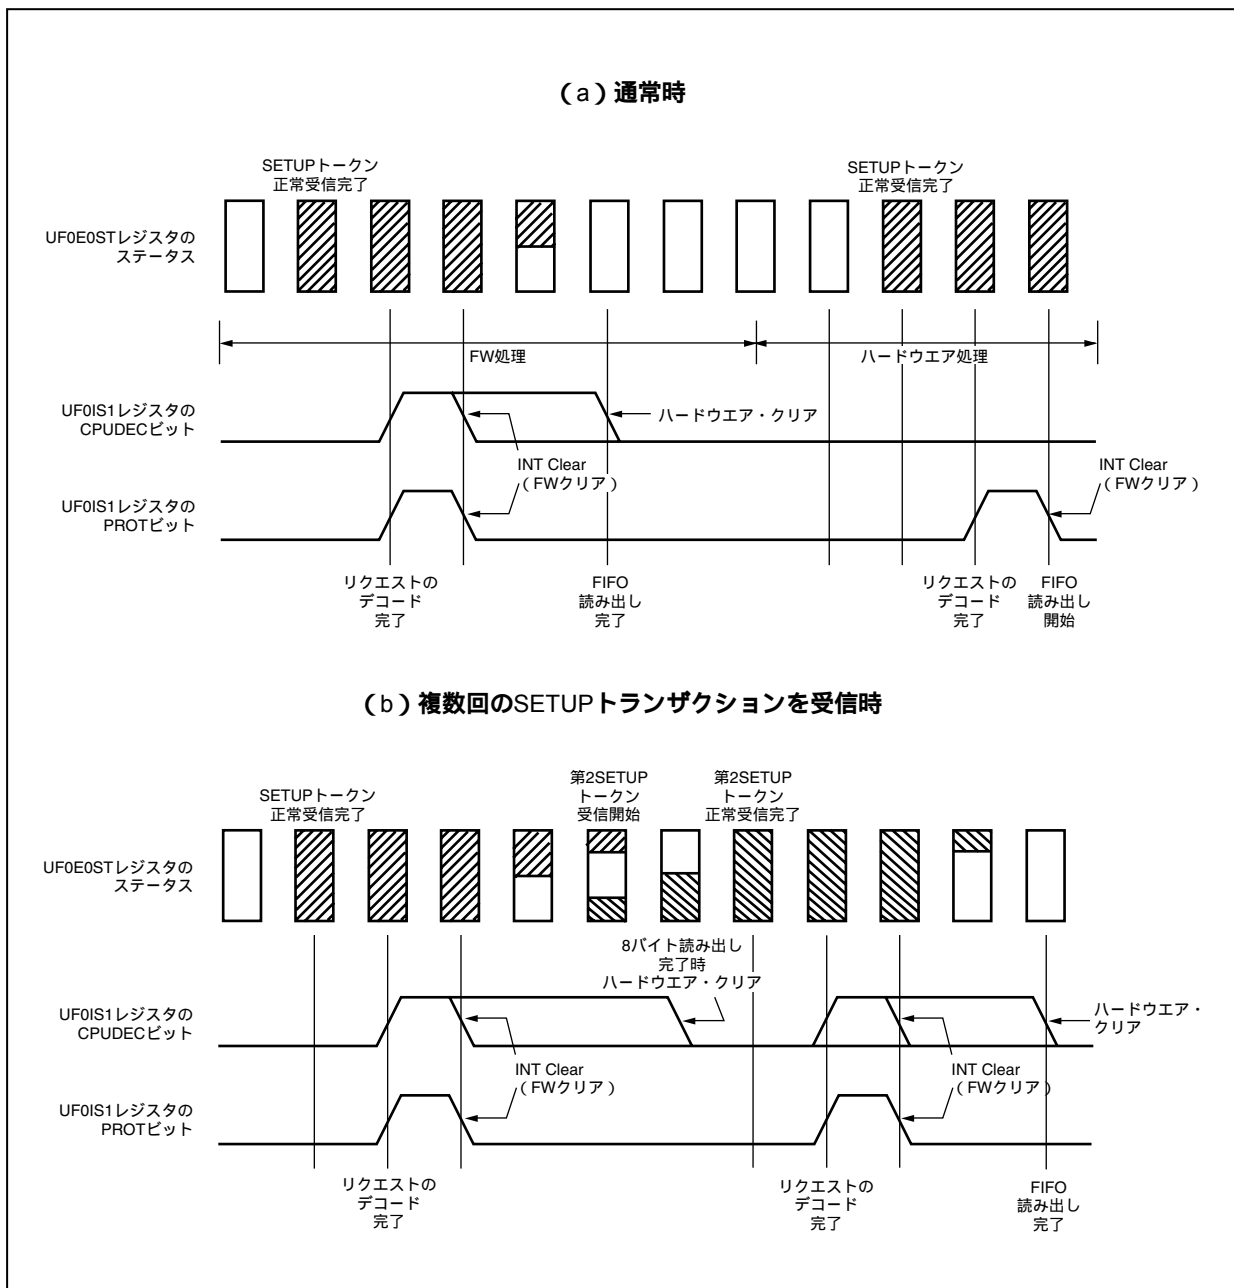 (a)通常時
SETUPトークン
正常受信完了
SETUPトークン
正常受信完了
UF0E0STレジスタの
ステータス
FW処理
ハードウエア処理
UF0IS1レジスタの
CPUDECビット
ハードウエア・クリア
INT Clear
(FWクリア)
INT Clear
(FWクリア)
UF0IS1レジスタの
PROTビット
リクエストの
デコード
完了
FIFO
読み出し
完了
リクエストの
デコード
完了
FIFO
読み出し
開始
(b)複数回のSETUPトランザクションを受信時
SETUPトークン
正常受信完了
第2SETUP
トークン
受信開始
第2SETUP
トークン
正常受信完了
UF0E0STレジスタの
ステータス
8バイト読み出し
完了時
ハードウエア・クリア
UF0IS1レジスタの
CPUDECビット
ハードウエア・
クリア
INT Clear
(FWクリア)
INT Clear
(FWクリア)
UF0IS1レジスタの
PROTビット
リクエストの
デコード
完了
リクエストの
デコード
完了
FIFO
読み出し
完了